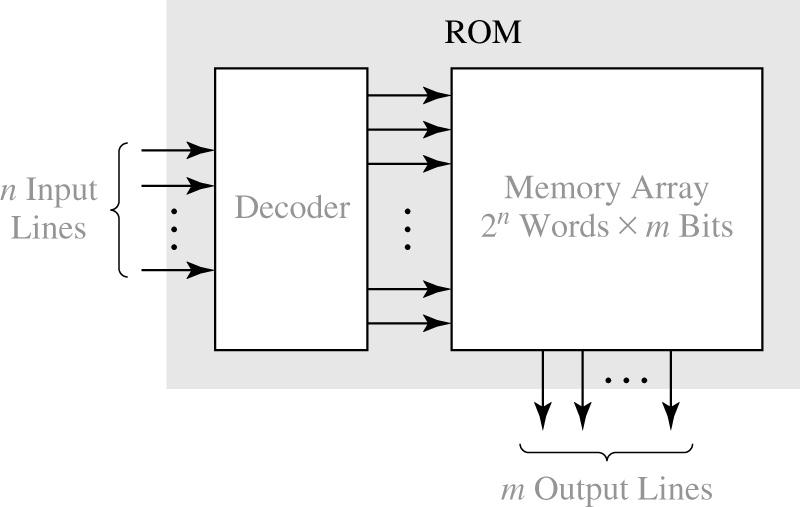 ROM
n Input
Lines
Decoder
Memory Array
2ⁿ Words × m Bits
m Output Lines